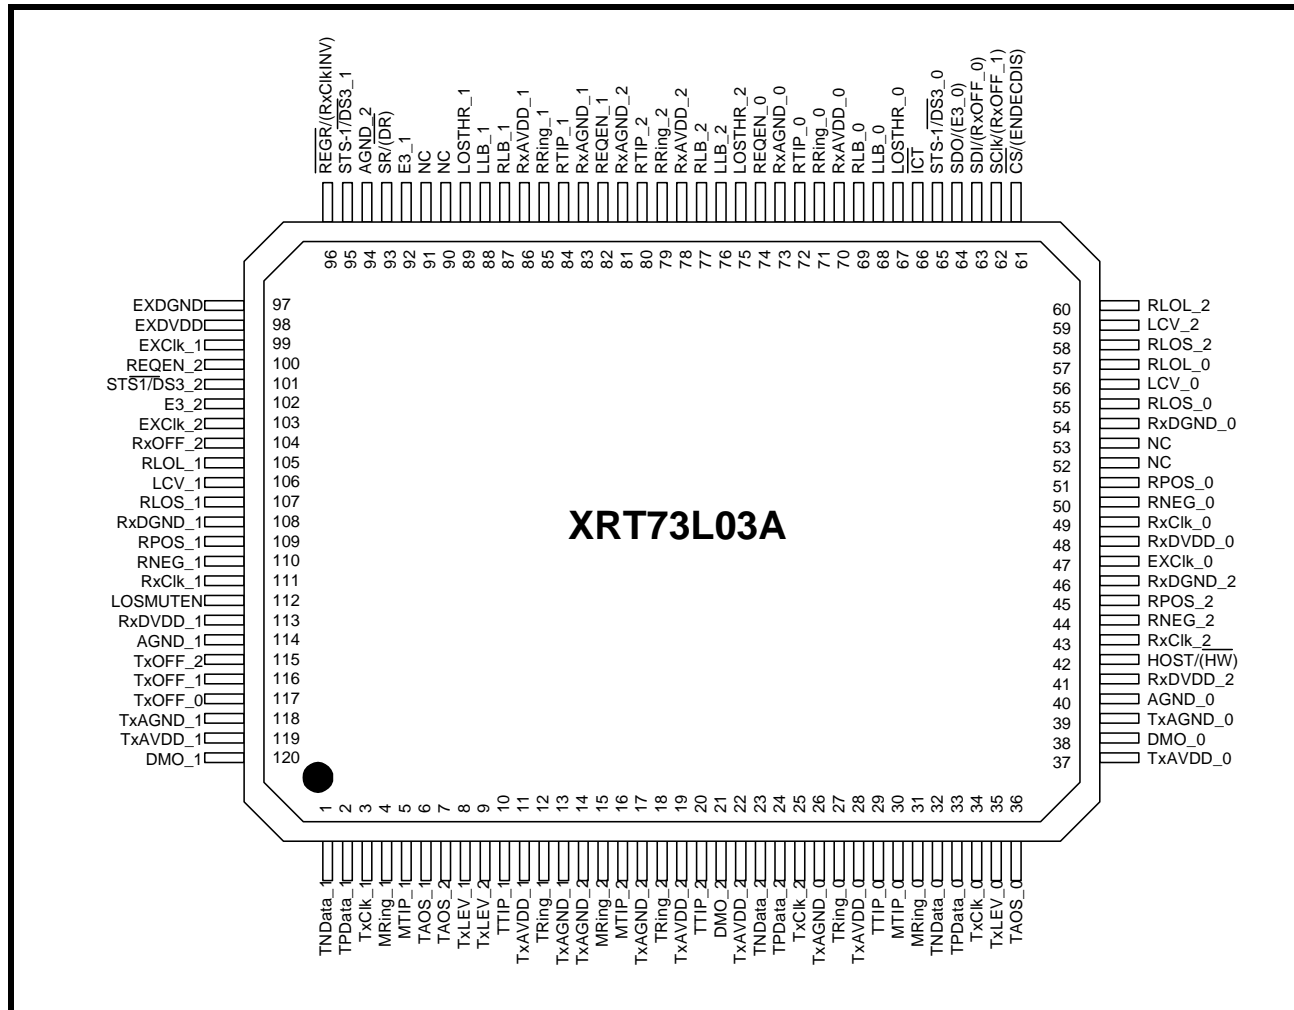 REGR/(RxClkINV)
STS-1/DS3_1
AGND_2
SR/(DR)
E3_1
NC
NC
LOSTHR_1
LLB_1
RLB_1
RxAVDD_1
RRing_1
RTIP_1
RxAGND_1
REQEN_1
RxAGND_2
RTIP_2
RRing_2
RxAVDD_2
RLB_2
LLB_2
LOSTHR_2
REQEN_0
RxAGND_0
RTIP_0
RRing_0
RxAVDD_0
RLB_0
LLB_0
LOSTHR_0
ICT
STS-1/DS3_0
SDO/(E3_0)
SDI/(RxOFF_0)
SClk/(RxOFF_1)
CS/(ENDECDIS)
96
95
94
93
92
91
90
89
88
87
86
85
84
83
82
81
80
79
78
77
76
75
74
73
72
71
70
69
68
67
66
65
64
63
62
61
EXDGND 97
EXDVDD 98
EXClk_1 99
REQEN_2 100
STS1/DS3_2 101
E3_2 102
EXClk_2 103
RxOFF_2 104
RLOL_1 105
LCV_1 106
RLOS_1 107
RxDGND_1 108
RPOS_1 109
RNEG_1 110
RxClk_1 111
LOSMUTEN 112
RxDVDD_1 113
AGND_1 114
TxOFF_2 115
TxOFF_1 116
TxOFF_0 117
TxAGND_1 118
TxAVDD_1 119
DMO_1 120
XRT73L03A
60 RLOL_2
59 LCV_2
58 RLOS_2
57 RLOL_0
56 LCV_0
55 RLOS_0
54 RxDGND_0
53 NC
52 NC
51 RPOS_0
50 RNEG_0
49 RxClk_0
48 RxDVDD_0
47 EXClk_0
46 RxDGND_2
45 RPOS_2
44 RNEG_2
43 RxClk_2
42 HOST/(HW)
41 RxDVDD_2
40 AGND_0
39 TxAGND_0
38 DMO_0
37 TxAVDD_0
1
2
3
4
5
6
7
8
9
10
11
12
13
14
15
16
17
18
19
20
21
22
23
24
25
26
27
28
29
30
31
32
33
34
35
36
TNData_1
TPData_1
TxClk_1
MRing_1
MTIP_1
TAOS_1
TAOS_2
TxLEV_1
TxLEV_2
TTIP_1
TxAVDD_1
TRing_1
TxAGND_1
TxAGND_2
MRing_2
MTIP_2
TxAGND_2
TRing_2
TxAVDD_2
TTIP_2
DMO_2
TxAVDD_2
TNData_2
TPData_2
TxClk_2
TxAGND_0
TRing_0
TxAVDD_0
TTIP_0
MTIP_0
MRing_0
TNData_0
TPData_0
TxClk_0
TxLEV_0
TAOS_0